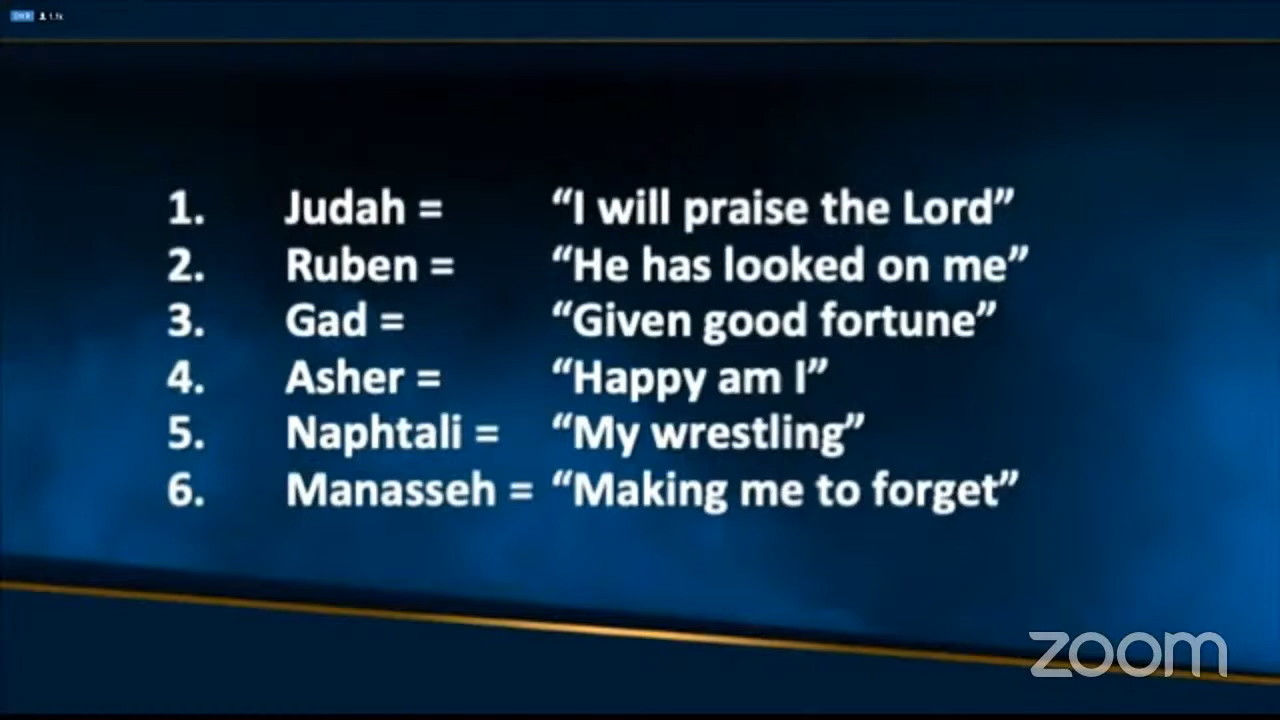 1. Judah = “I will praise the Lord”
2. Ruben = “He has looked on me”
3. Gad = “Given good fortune”
4. Asher = “Happy am I”
5. Naphtali = “My wrestling”
6. Manasseh = “Making me to forget”
zoom